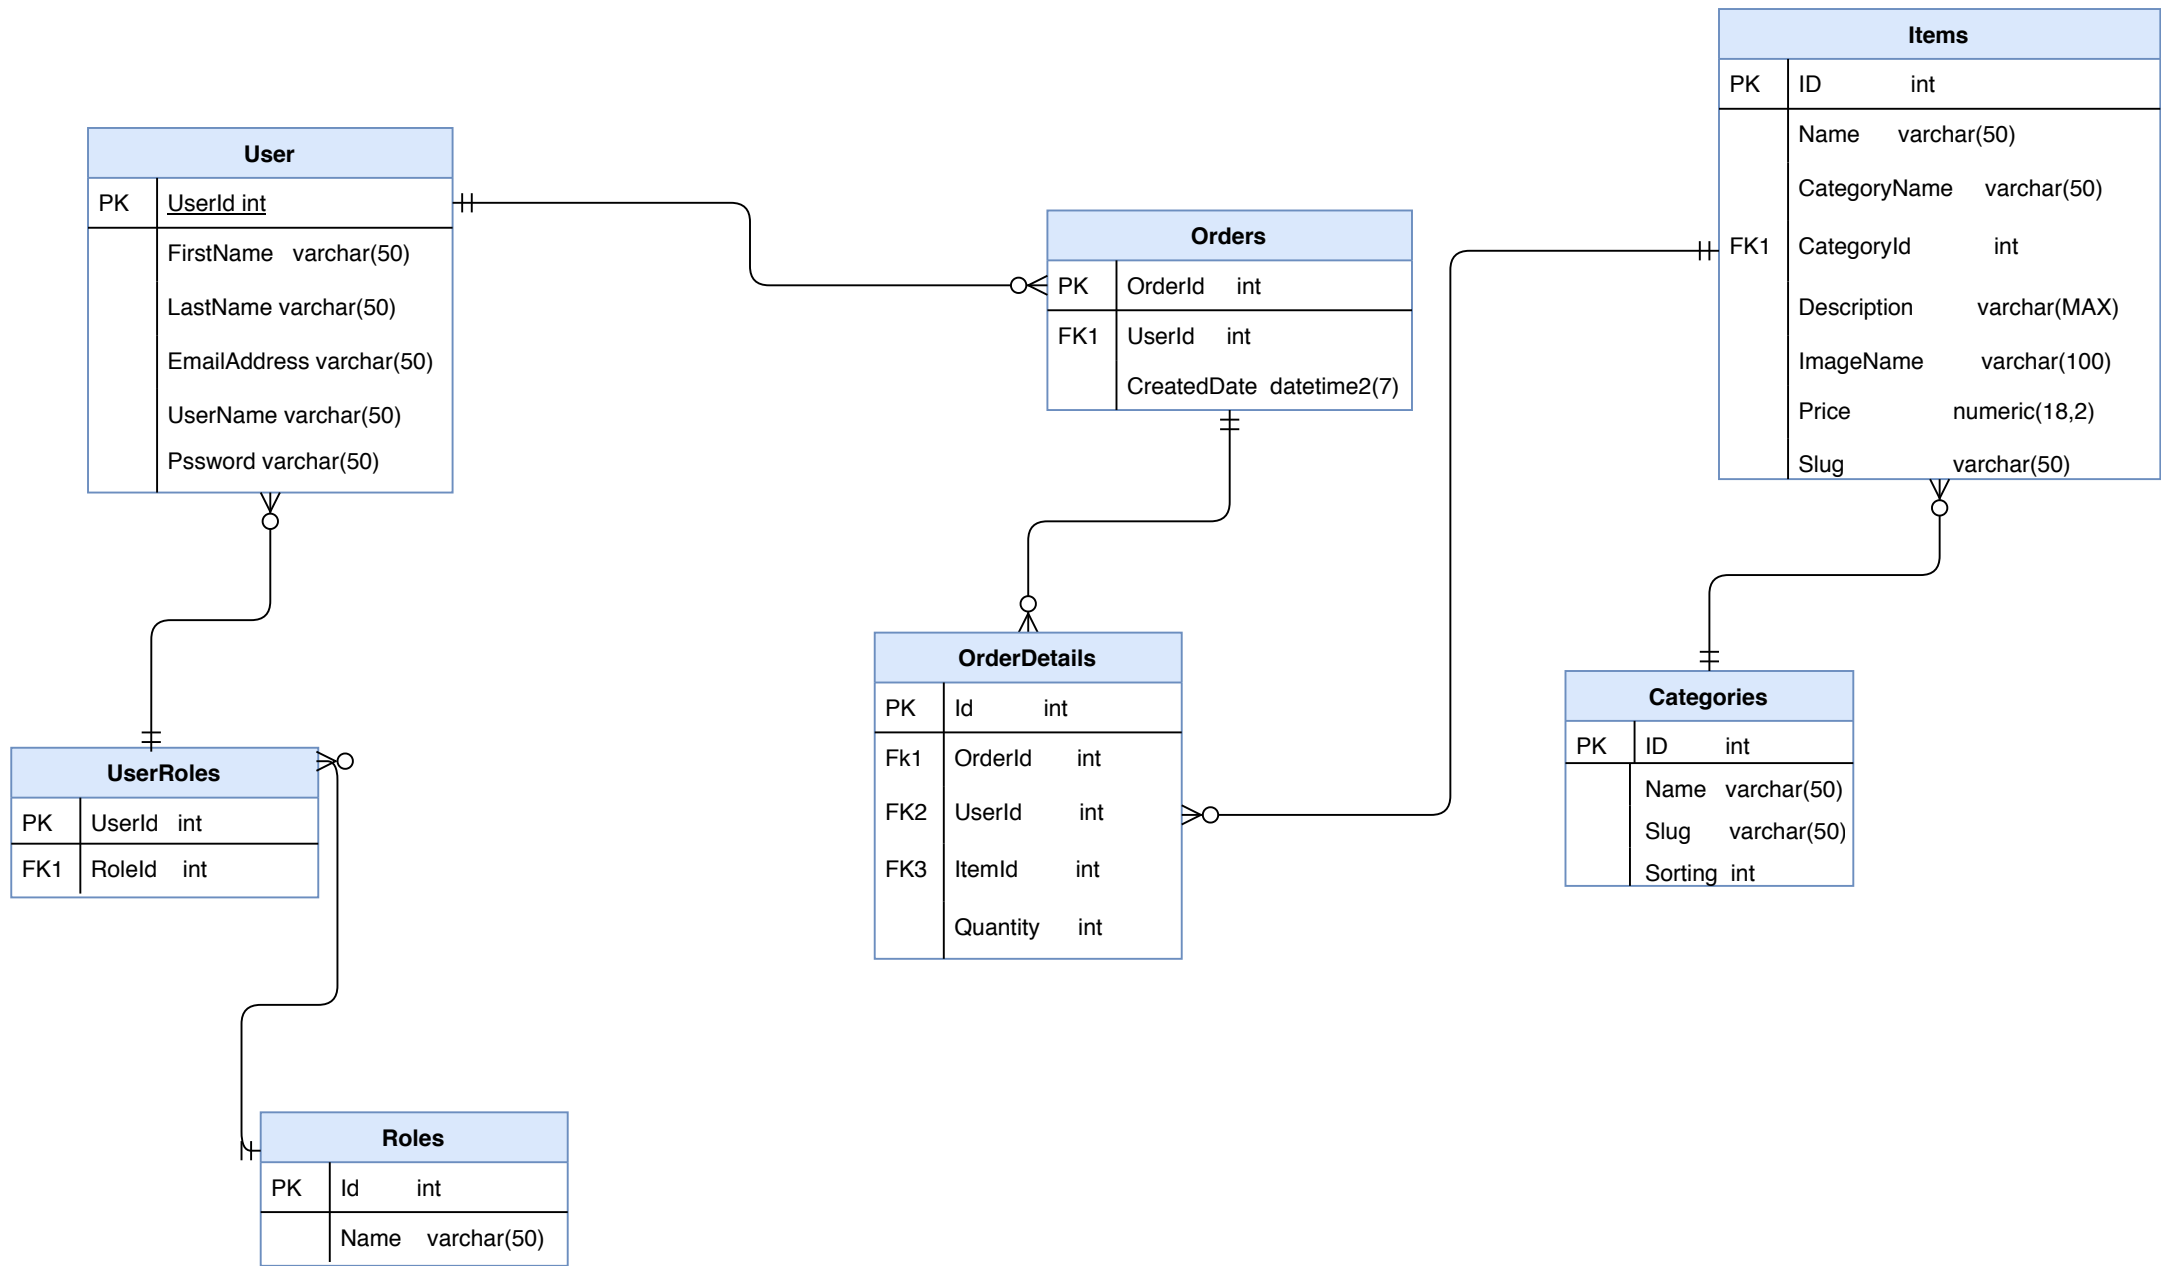 User
PK UserId int
FirstName varchar(50)
LastName varchar(50)
EmailAddress varchar(50)
UserName varchar(50)
Pssword varchar(50)
Orders
PK OrderId int
FK1 UserId int
CreatedDate datetime2(7)
Items
PK ID int
Name varchar(50)
CategoryName varchar(50)
FK1 CategoryId int
Description varchar(MAX)
ImageName varchar(100)
Price numeric(18,2)
Slug varchar(50)
UserRoles
PK UserId int
FK1 RoleId int
OrderDetails
PK Id int
Fk1 OrderId int
FK2 UserId int
FK3 ItemId int
Quantity int
Categories
PK ID int
Name varchar(50)
Slug varchar(50)
Sorting int
Roles
PK Id int
Name varchar(50)